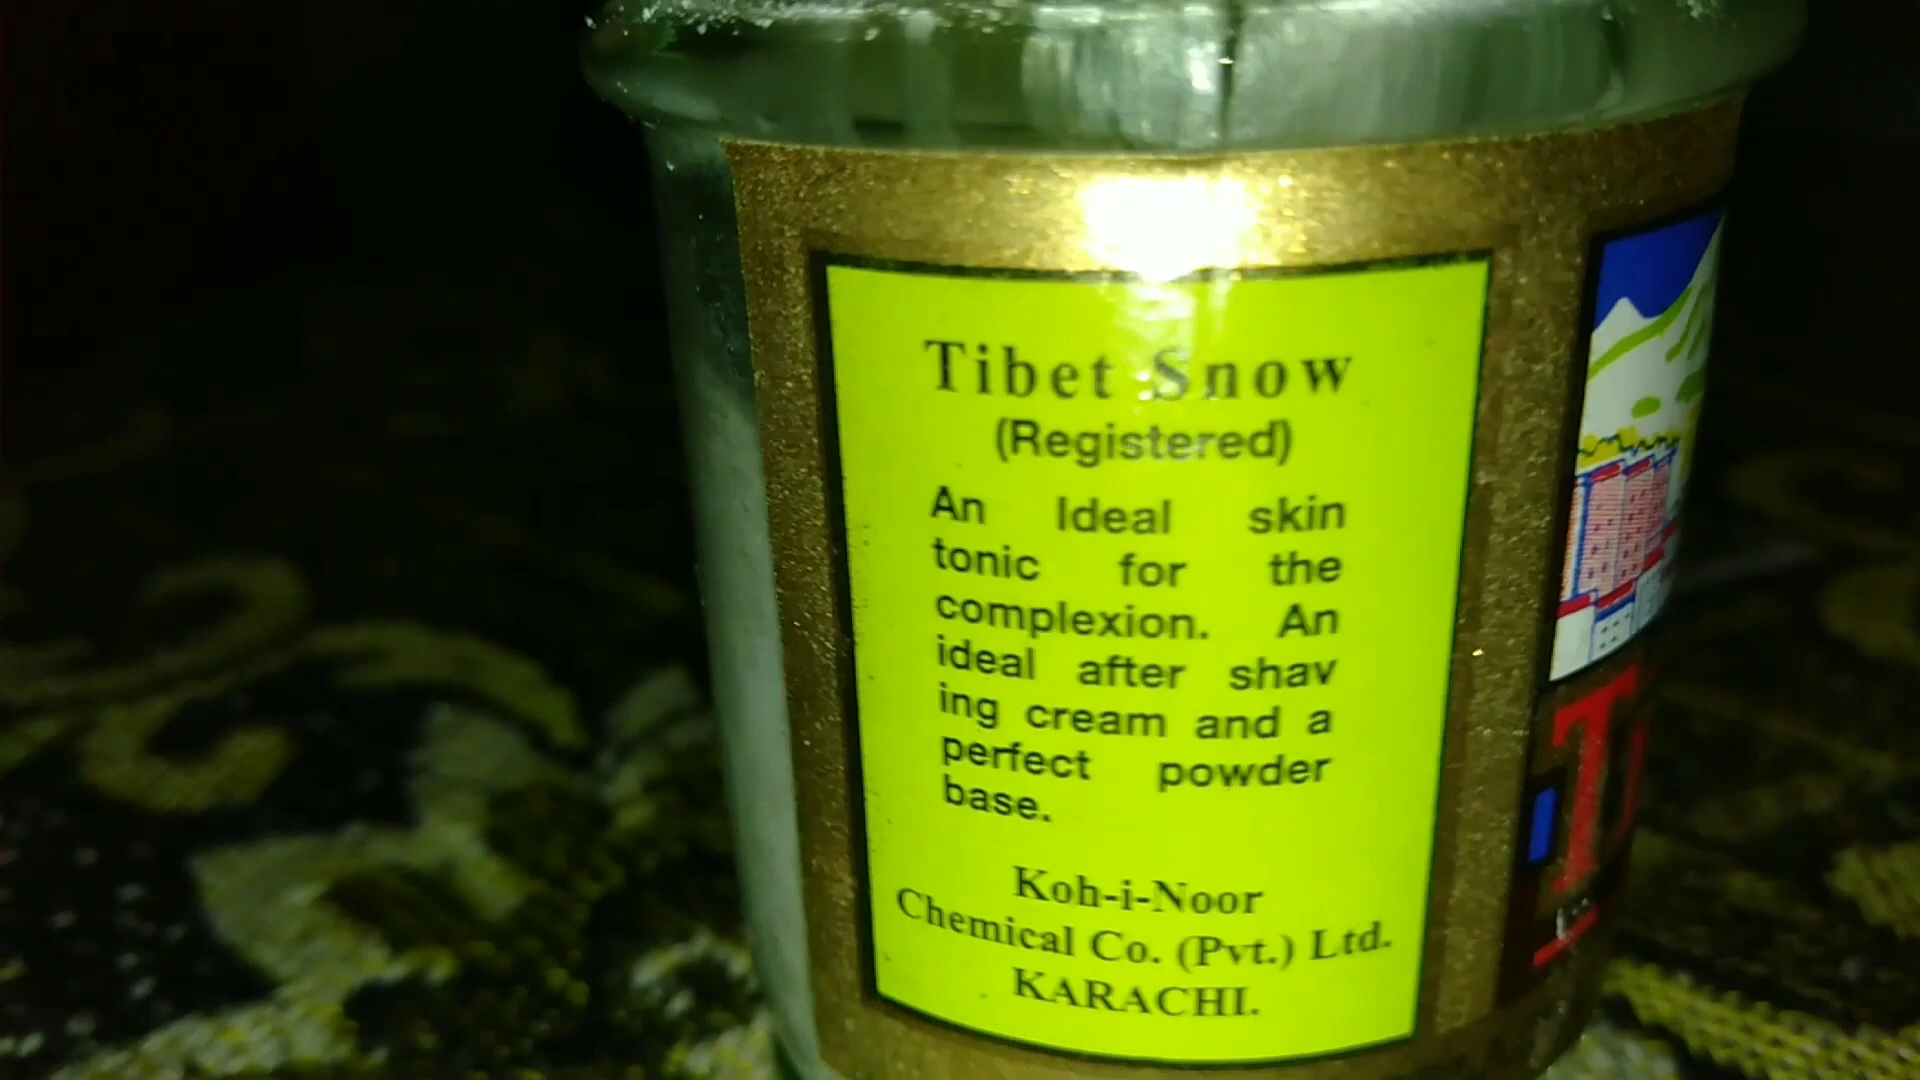 Tibet Snow
(Registered)
An Ideal skin
tonic for the
complexion. An
ideal after shav
ing cream and a
perfect powder
base.
Koh-i-Noor
Chemical Co. (Pvt.) Ltd.
KARACHI.